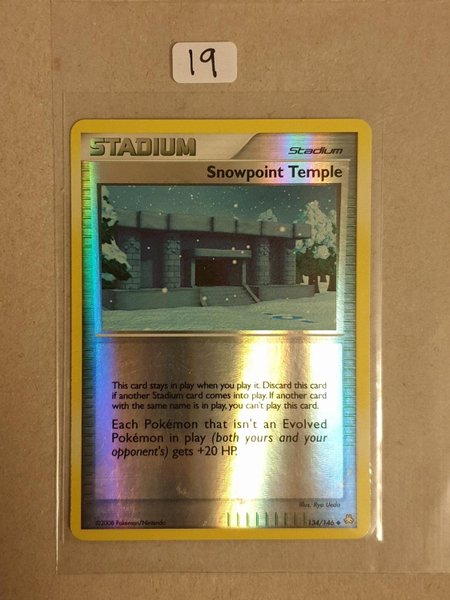 19
STADIUM
Stadium
Snowpoint Temple
This card stays in play when you play it. Discard this card
if another Stadium card comes into play. If another card
with the same name is in play, you can't play this card.
Each Pokémon that isn't an Evolved
Pokémon in play (both yours and your
opponent's) gets +20 HP.
Illus. Ryo Ueda
©2008 Pokémon/Nintendo
134/146